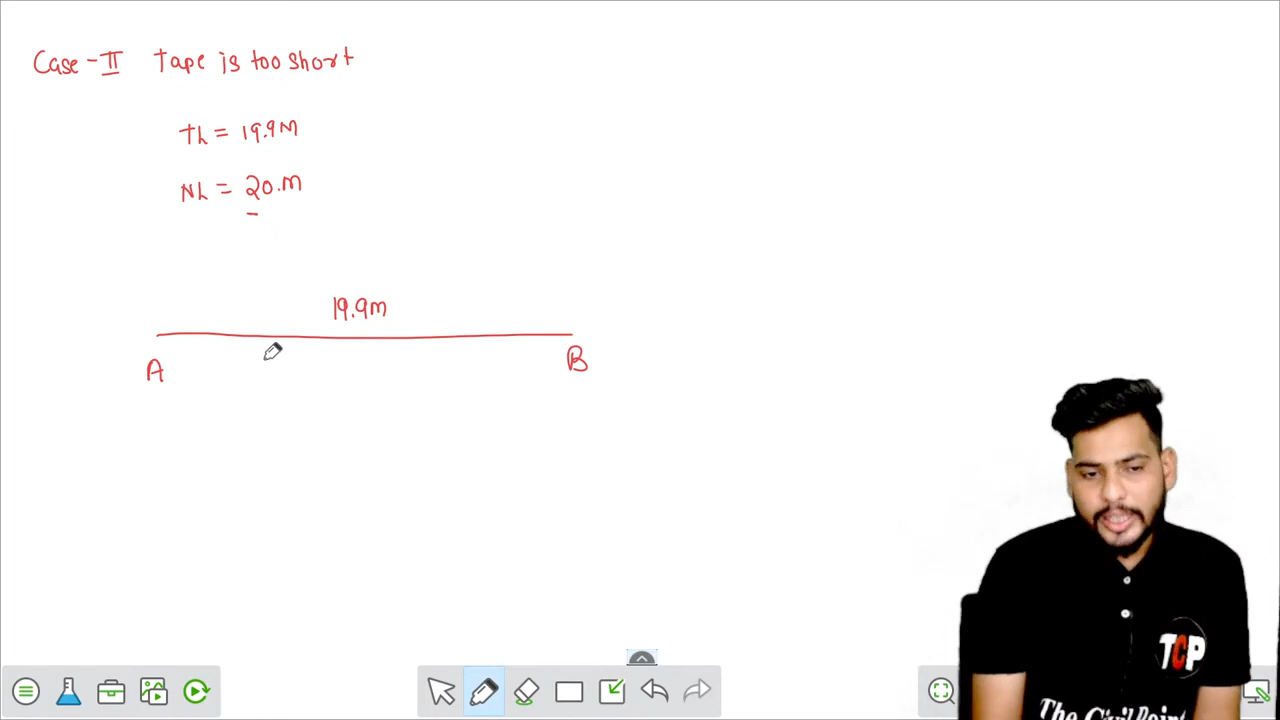 Case-II Tape is too short
TL = 19.9M
NL = 20.M
19.9m
A B
TCP
The Civil Point